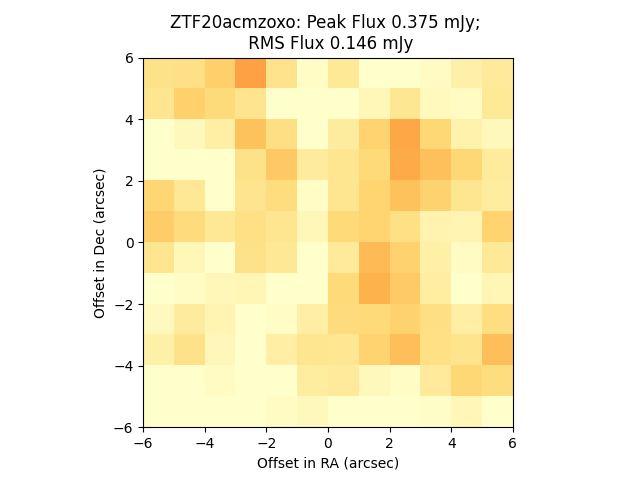 ZTF20acmzoxo: Peak Flux 0.375 mJy;
RMS Flux 0.146 mJy
6
4
2
0
−2
−4
−6
Offset in Dec (arcsec)
−6 −4 −2 0 2 4 6
Offset in RA (arcsec)